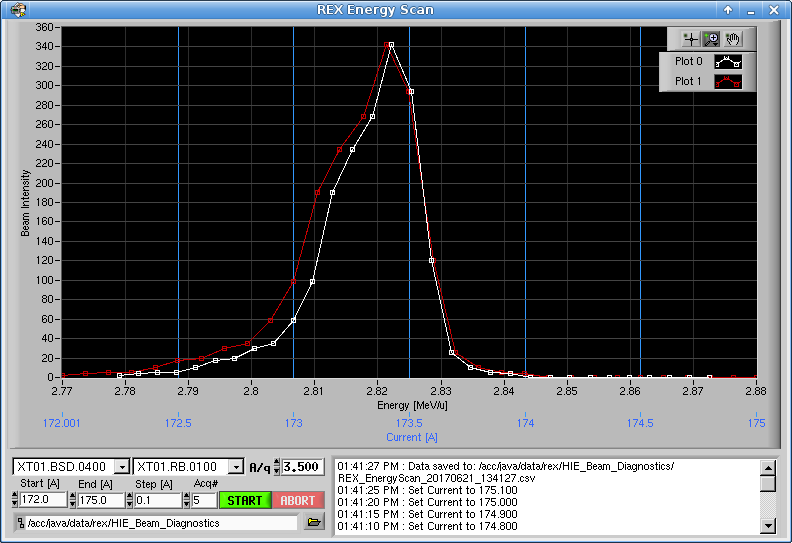 REX Energy Scan
Plot 0
Plot 1
Beam Intensity
360
340
320
300
280
260
240
220
200
180
160
140
120
100
80
60
40
20
0
2.77 2.78 2.79 2.8 2.81 2.82 2.83 2.84 2.85 2.86 2.87 2.88
Energy [MeV/u]
172.001 172.5 173 173.5 174 174.5 175
Current [A]
XT01.BSD.0400 XT01.RB.0100 A/q 3.500
Start [A] End [A] Step [A] Acq#
172.0 175.0 0.1 5 START ABORT
/acc/java/data/rex/HIE_Beam_Diagnostics
01:41:27 PM : Data saved to: /acc/java/data/rex/HIE_Beam_Diagnostics/
REX_EnergyScan_20170621_134127.csv
01:41:25 PM : Set Current to 175.100
01:41:20 PM : Set Current to 175.000
01:41:15 PM : Set Current to 174.900
01:41:10 PM : Set Current to 174.800